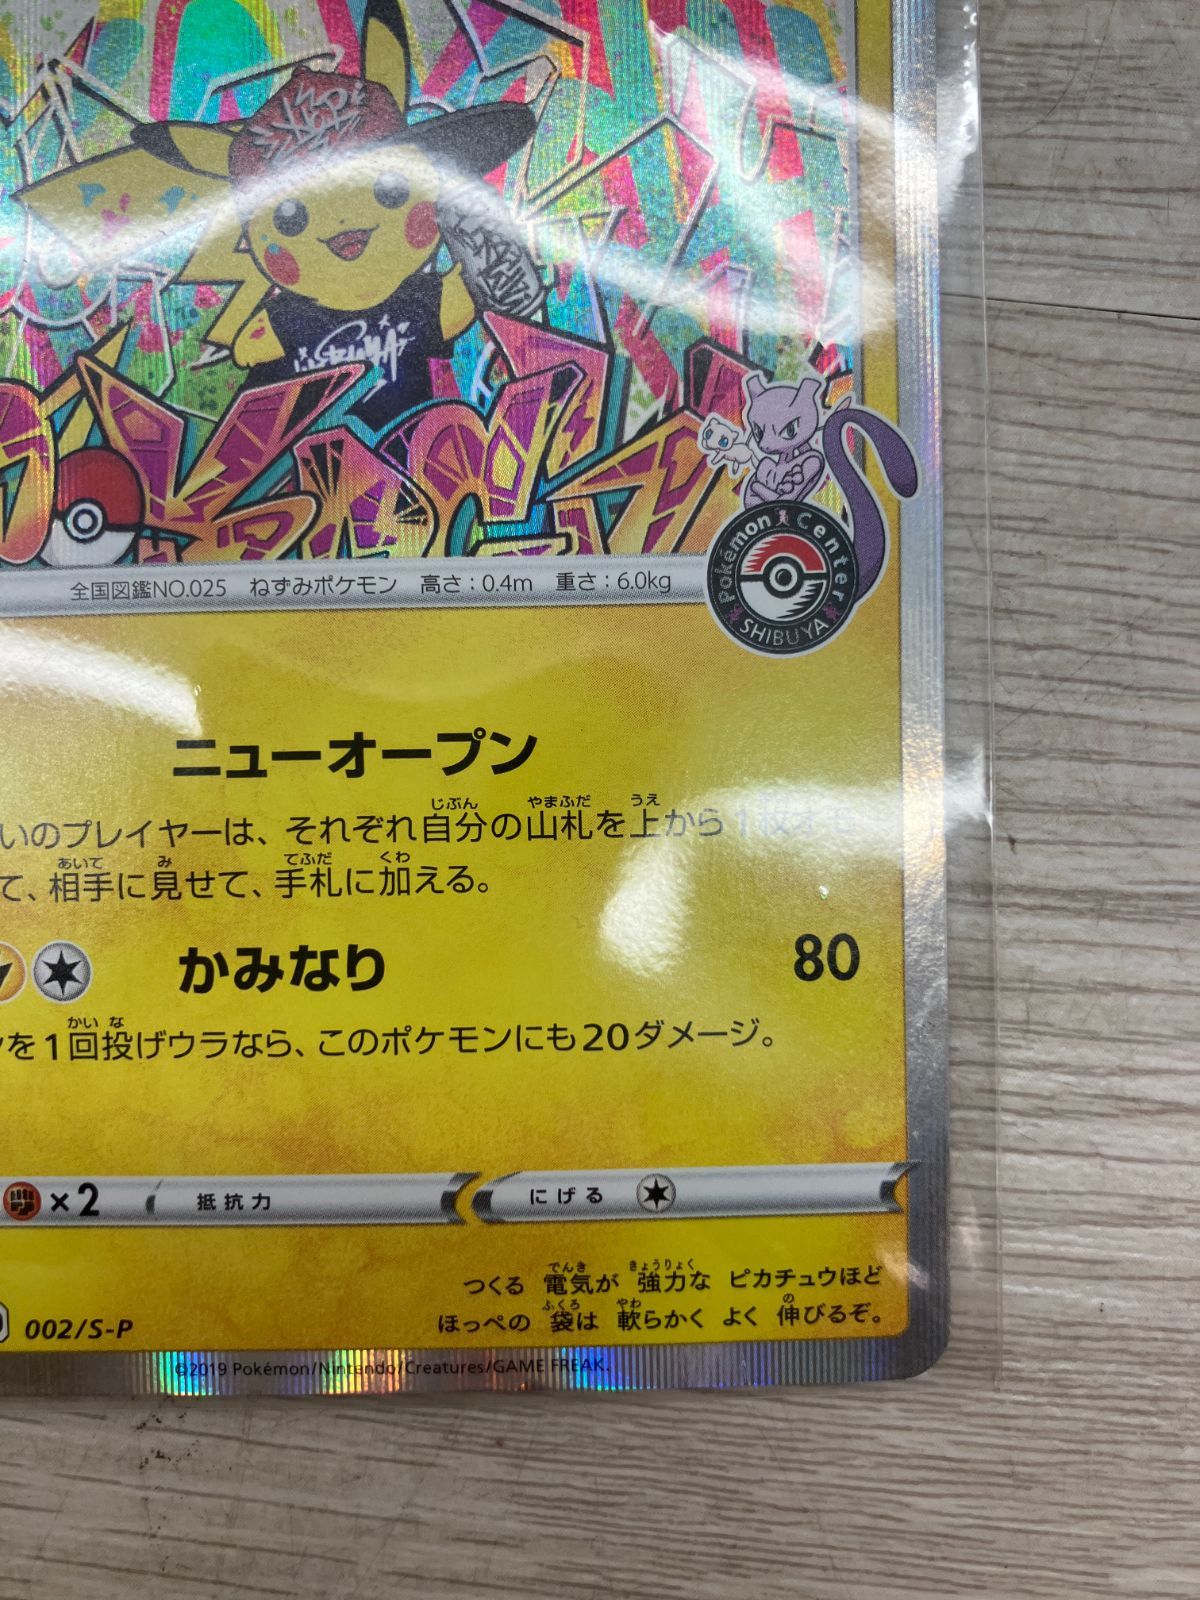 全国図鑑NO.025 ねずみポケモン 高さ:0.4m 重さ:6.0kg
Pokémon Center
SHIBUYA
ニューオープン
いのプレイヤーは、それぞれ自分の山札を上から1枚オモ
て、相手に見せて、手札に加える。
かみなり 80
を1回投げウラなら、このポケモンにも20ダメージ。
×2 抵抗力 にげる
つくる 電気が 強力な ピカチュウほど
ほっぺの 袋は 軟らかく よく 伸びるぞ。
002/S-P
©2019 Pokémon/Nintendo/Creatures/GAME FREAK.